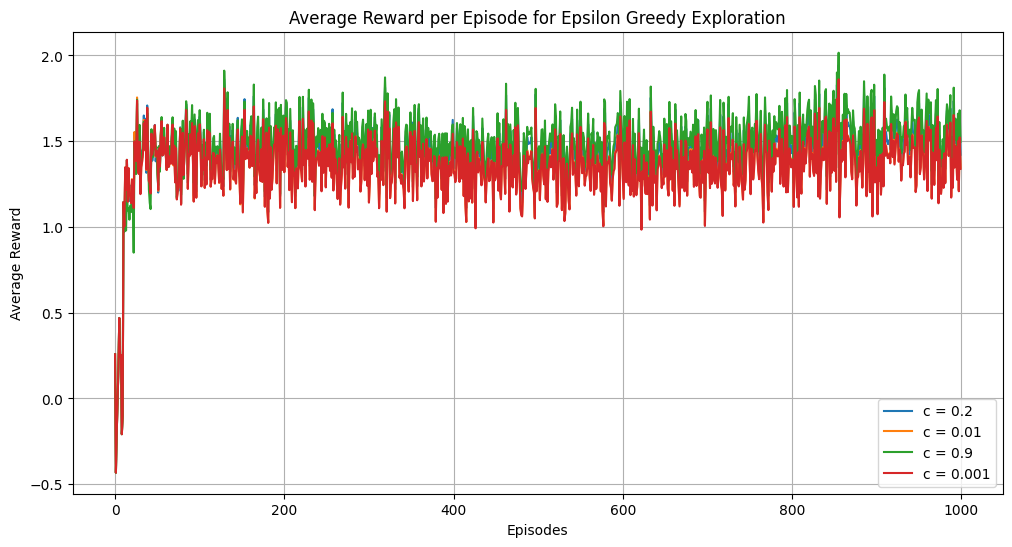 Average Reward per Episode for Epsilon Greedy Exploration
Average Reward
2.0
1.5
1.0
0.5
0.0
−0.5
0
200
400
600
800
1000
Episodes
c = 0.2
c = 0.01
c = 0.9
c = 0.001